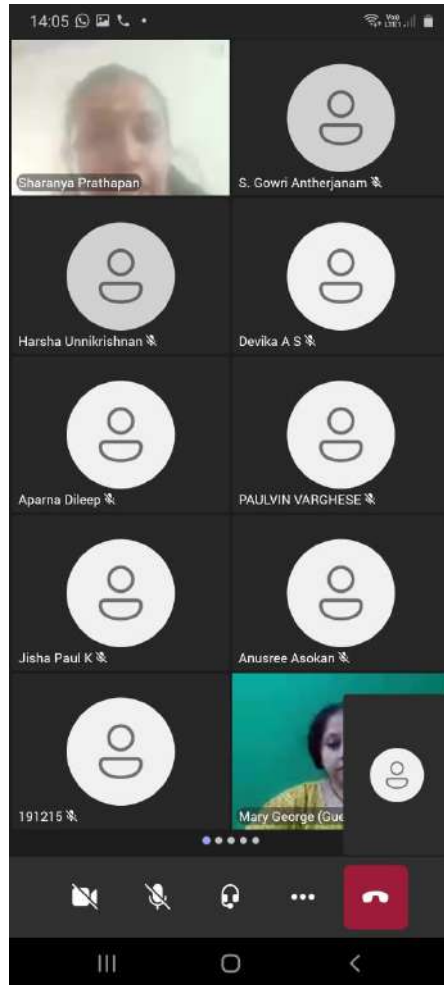 14:05
Sharanya Prathapan
S. Gowri Antherjanam
Harsha Unnikrishnan
Devika A S
Aparna Dileep
PAULVIN VARGHESE
Jisha Paul K
Anusree Asokan
191215
Mary George (Gue